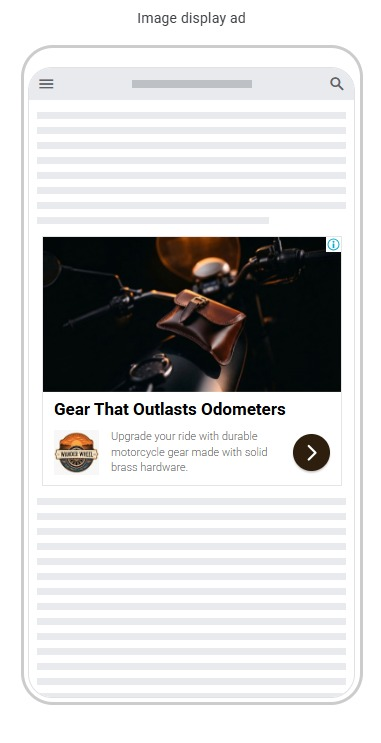 Image display ad
Gear That Outlasts Odometers
WANDER WHEEL
Upgrade your ride with durable
motorcycle gear made with solid
brass hardware.